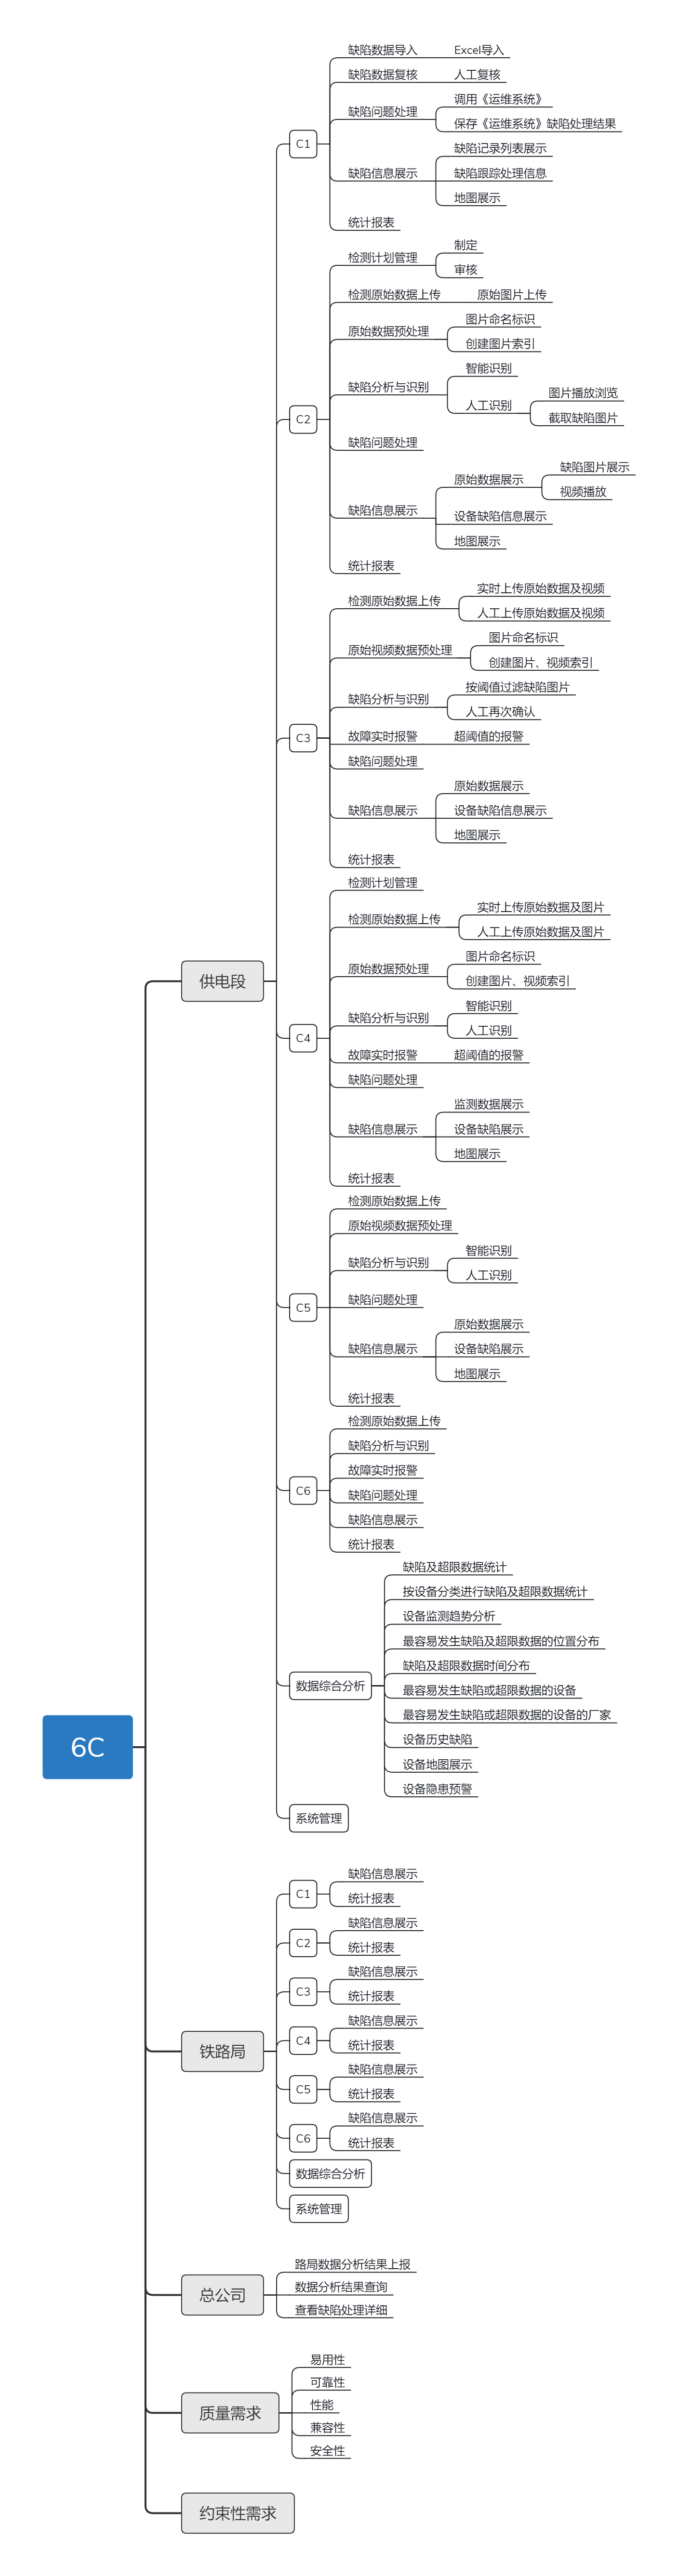 6C
供电段
C1
缺陷数据导入
Excel导入
缺陷数据复核
人工复核
缺陷问题处理
调用《运维系统》
保存《运维系统》缺陷处理结果
缺陷信息展示
缺陷记录列表展示
缺陷跟踪处理信息
地图展示
统计报表
C2
检测计划管理
制定
审核
检测原始数据上传
原始图片上传
原始数据预处理
图片命名标识
创建图片索引
缺陷分析与识别
智能识别
人工识别
图片播放浏览
截取缺陷图片
缺陷问题处理
缺陷信息展示
原始数据展示
缺陷图片展示
视频播放
设备缺陷信息展示
地图展示
统计报表
C3
检测原始数据上传
实时上传原始数据及视频
人工上传原始数据及视频
原始视频数据预处理
图片命名标识
创建图片、视频索引
缺陷分析与识别
按阈值过滤缺陷图片
人工再次确认
故障实时报警
超阈值的报警
缺陷问题处理
缺陷信息展示
原始数据展示
设备缺陷信息展示
地图展示
统计报表
C4
检测计划管理
检测原始数据上传
实时上传原始数据及图片
人工上传原始数据及图片
原始数据预处理
图片命名标识
创建图片、视频索引
缺陷分析与识别
智能识别
人工识别
故障实时报警
超阈值的报警
缺陷问题处理
缺陷信息展示
监测数据展示
设备缺陷展示
地图展示
统计报表
C5
检测原始数据上传
原始视频数据预处理
缺陷分析与识别
智能识别
人工识别
缺陷问题处理
缺陷信息展示
原始数据展示
设备缺陷展示
地图展示
统计报表
C6
检测原始数据上传
缺陷分析与识别
故障实时报警
缺陷问题处理
缺陷信息展示
统计报表
数据综合分析
缺陷及超限数据统计
按设备分类进行缺陷及超限数据统计
设备监测趋势分析
最容易发生缺陷及超限数据的位置分布
缺陷及超限数据时间分布
最容易发生缺陷或超限数据的设备
最容易发生缺陷或超限数据的设备的厂家
设备历史缺陷
设备地图展示
设备隐患预警
系统管理
铁路局
C1
缺陷信息展示
统计报表
C2
缺陷信息展示
统计报表
C3
缺陷信息展示
统计报表
C4
缺陷信息展示
统计报表
C5
缺陷信息展示
统计报表
C6
缺陷信息展示
统计报表
数据综合分析
系统管理
总公司
路局数据分析结果上报
数据分析结果查询
查看缺陷处理详细
质量需求
易用性
可靠性
性能
兼容性
安全性
约束性需求